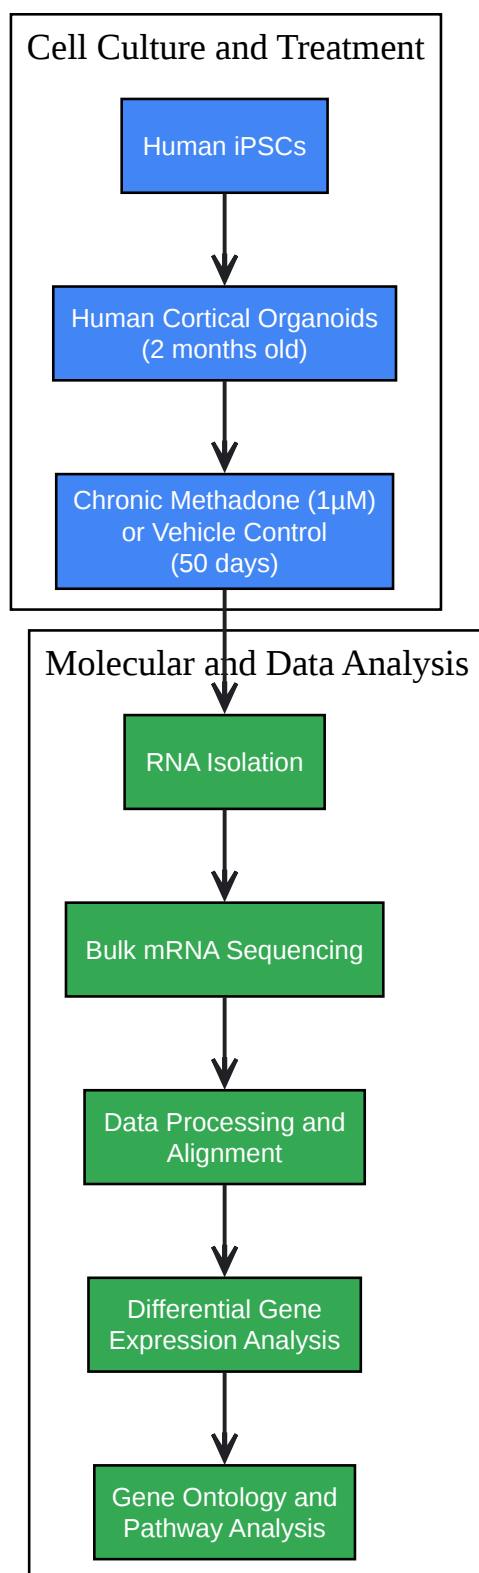 Cell Culture and Treatment
Human iPSCs
Human Cortical Organoids
(2 months old)
Chronic Methadone (1µM)
or Vehicle Control
(50 days)
Molecular and Data Analysis
RNA Isolation
Bulk mRNA Sequencing
Data Processing and
Alignment
Differential Gene
Expression Analysis
Gene Ontology and
Pathway Analysis